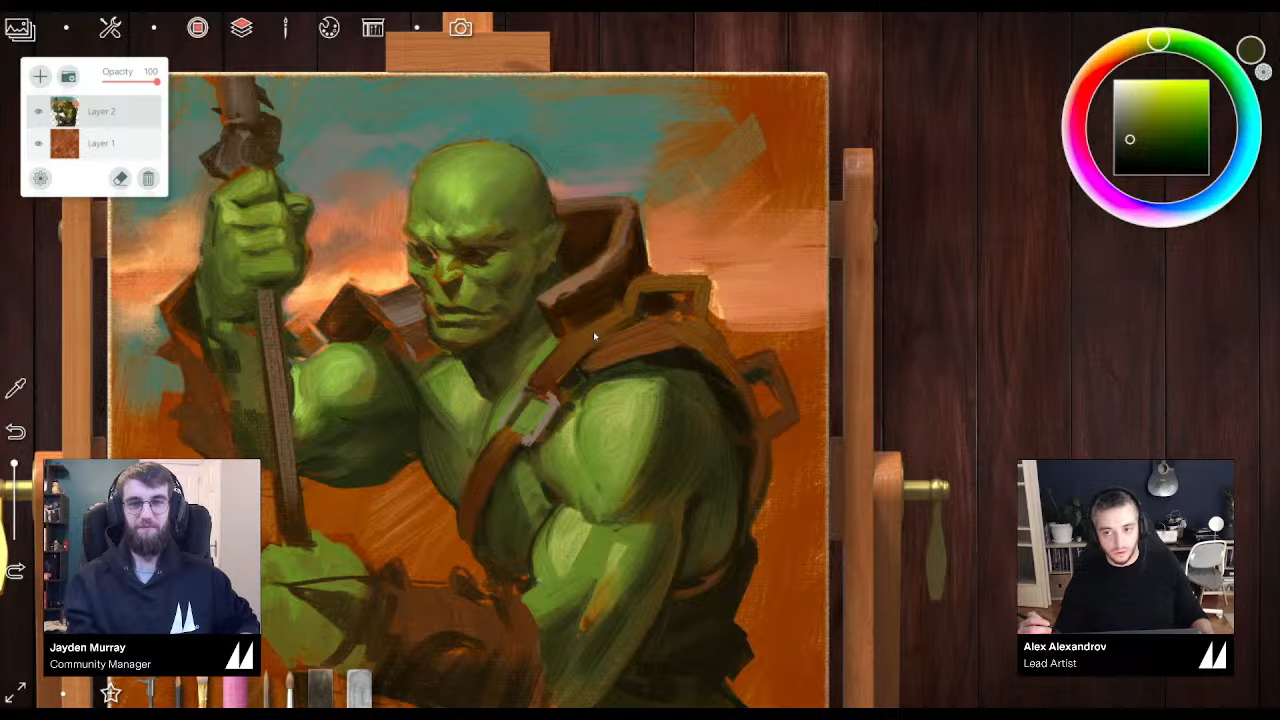 Opacity 100
Layer 2
Layer 1
Jayden Murray
Community Manager
Alex Alexandrov
Lead Artist